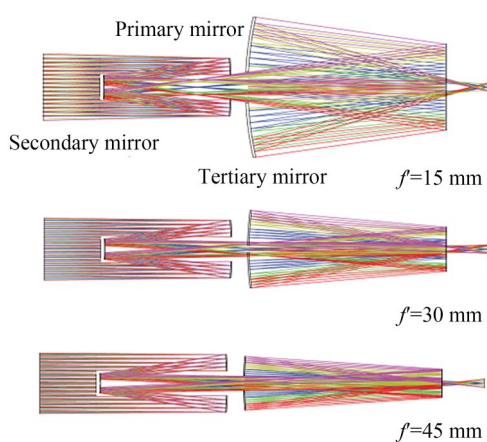 Primary mirror
Secondary mirror
Tertiary mirror
f′=15 mm
f′=30 mm
f′=45 mm